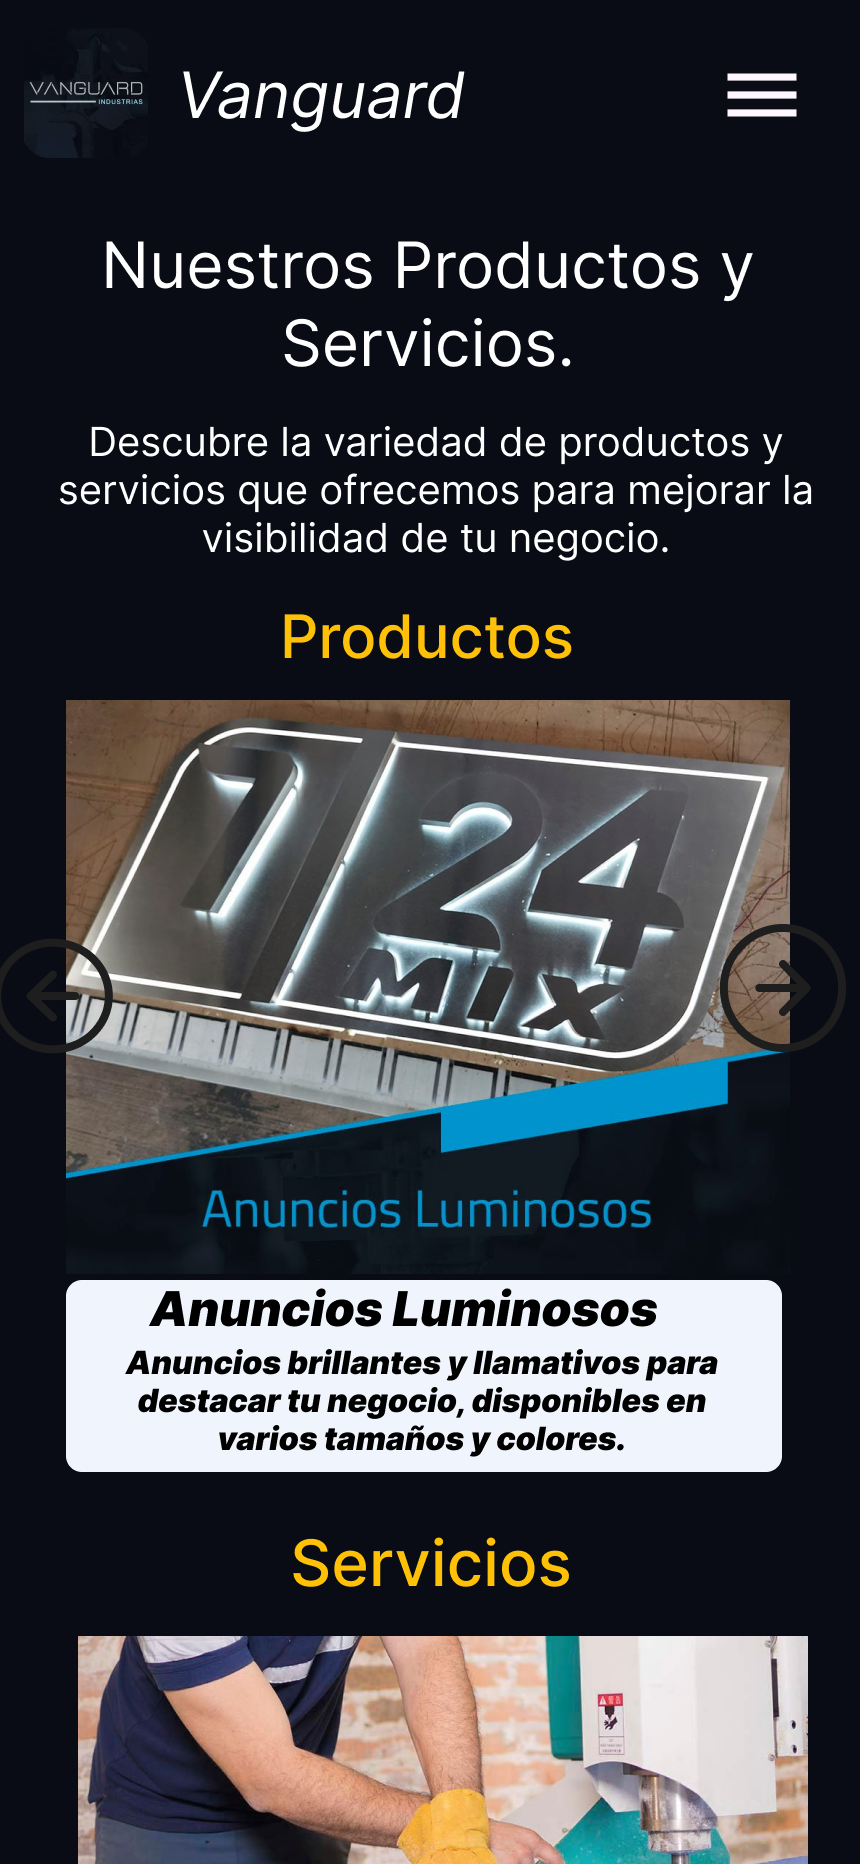 VANGUARD
INDUSTRIAS
Vanguard
Nuestros Productos y
Servicios.
Descubre la variedad de productos y
servicios que ofrecemos para mejorar la
visibilidad de tu negocio.
Productos
1 24
MIX
Anuncios Luminosos
Anuncios Luminosos
Anuncios brillantes y llamativos para
destacar tu negocio, disponibles en
varios tamaños y colores.
Servicios